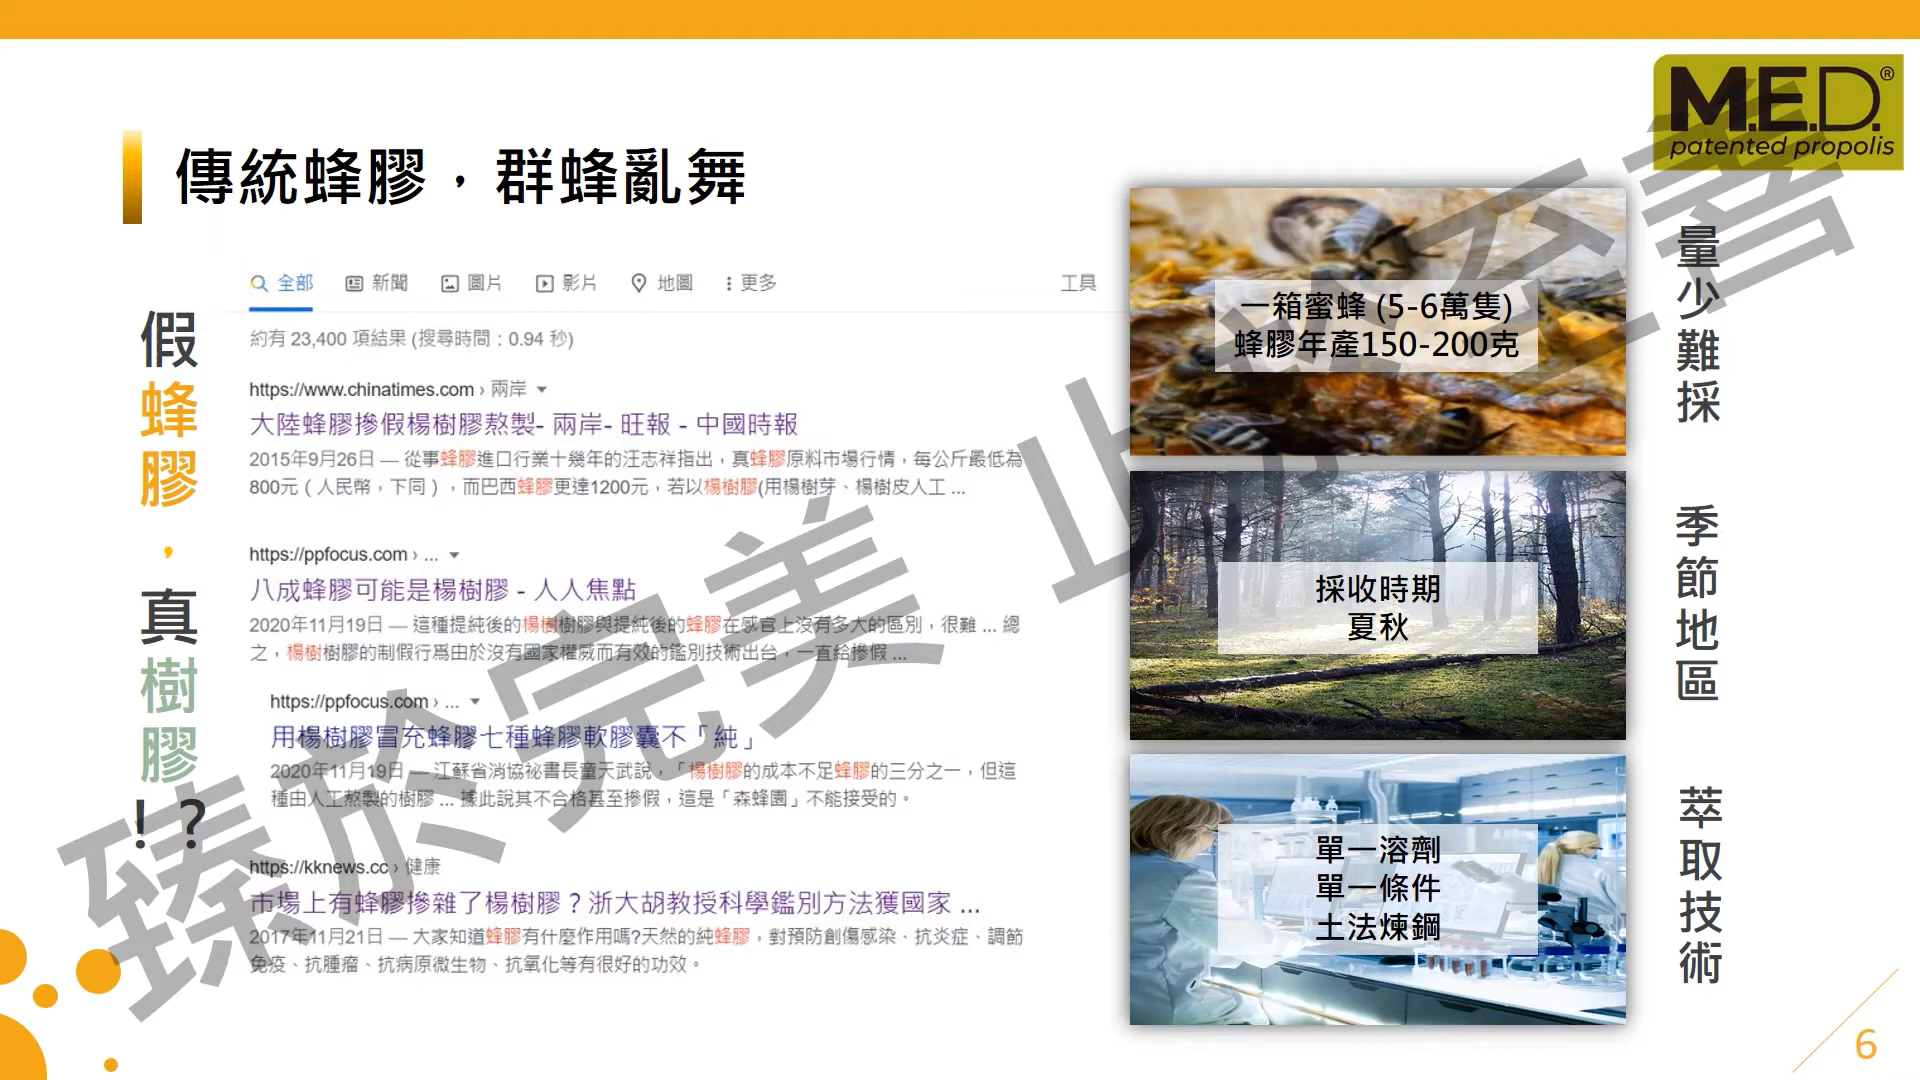 M.E.D.®
patented propolis
傳統蜂膠，群蜂亂舞
假蜂膠，真樹膠!?
全部 新聞 圖片 影片 地圖 更多 工具
約有 23,400 項結果 (搜尋時間：0.94 秒)
https://www.chinatimes.com › 兩岸
大陸蜂膠摻假楊樹膠熬製- 兩岸- 旺報 - 中國時報
2015年9月26日 — 從事蜂膠進口行業十幾年的汪志祥指出，真蜂膠原料市場行情，每公斤最低為
800元（人民幣，下同），而巴西蜂膠更達1200元，若以楊樹膠(用楊樹芽、楊樹皮人工 ...
https://ppfocus.com › ...
八成蜂膠可能是楊樹膠 - 人人焦點
2020年11月19日 — 這種提純後的楊樹樹膠與提純後的蜂膠在感官上沒有多大的區別，很難 ... 總
之，楊樹樹膠的制假行爲由於沒有國家權威而有效的鑑別技術出台，一直給摻假 ...
https://ppfocus.com › ...
用楊樹膠冒充蜂膠七種蜂膠軟膠囊不「純」
2020年11月19日 — 江蘇省消協祕書長童天武說，「楊樹膠的成本不足蜂膠的三分之一，但這
種由人工熬製的樹膠 ... 據此說其不合格甚至摻假，這是「森蜂園」不能接受的。
https://kknews.cc › 健康
市場上有蜂膠摻雜了楊樹膠？浙大胡教授科學鑑別方法獲國家 ...
2017年11月21日 — 大家知道蜂膠有什麼作用嗎?天然的純蜂膠，對預防創傷感染、抗炎症、調節
免疫、抗腫瘤、抗病原微生物、抗氧化等有很好的功效。
一箱蜜蜂 (5-6萬隻)
蜂膠年產150-200克
量少難採
採收時期
夏秋
季節地區
單一溶劑
單一條件
土法煉鋼
萃取技術
臻於完美 止於至善
6